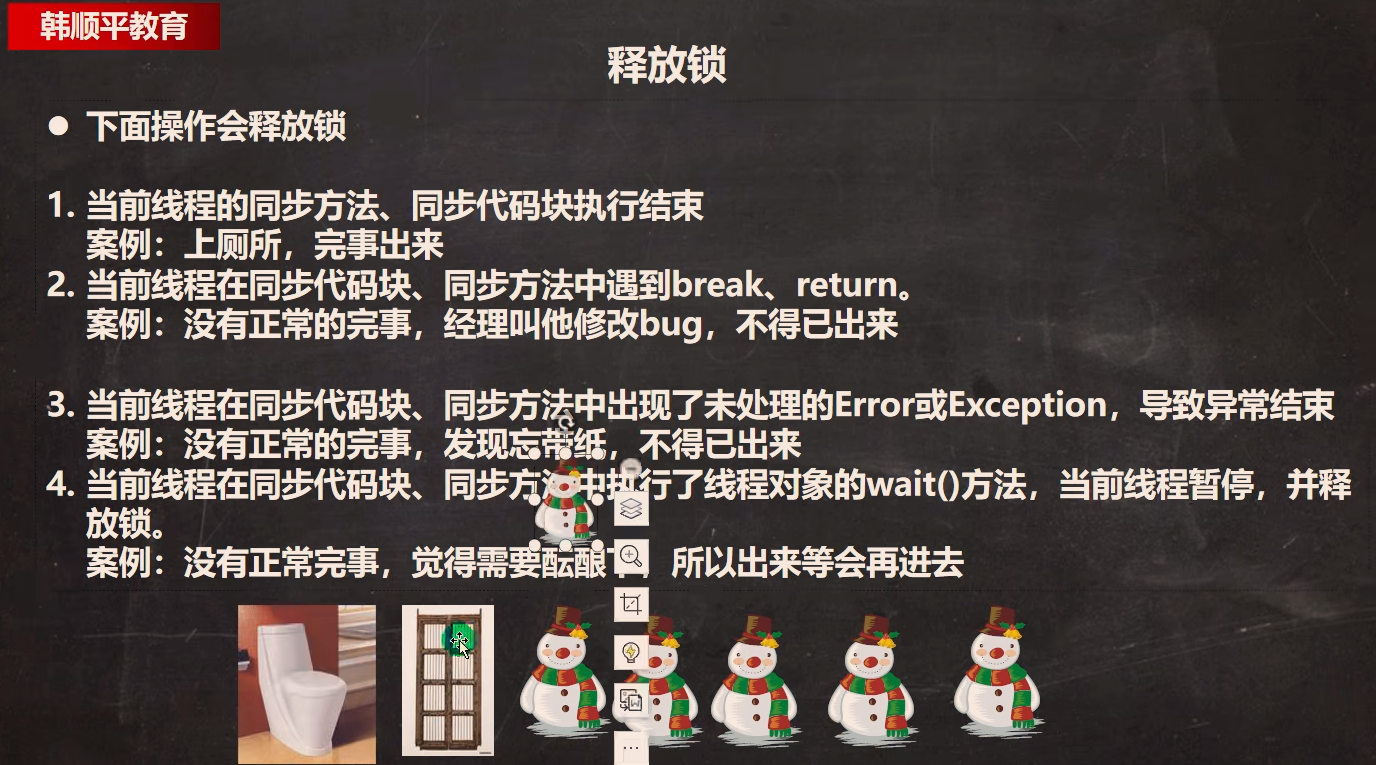 韩顺平教育
释放锁
● 下面操作会释放锁
1. 当前线程的同步方法、同步代码块执行结束
案例：上厕所，完事出来
2. 当前线程在同步代码块、同步方法中遇到break、return。
案例：没有正常的完事，经理叫他修改bug，不得已出来
3. 当前线程在同步代码块、同步方法中出现了未处理的Error或Exception，导致异常结束
案例：没有正常的完事，发现忘带纸，不得已出来
4. 当前线程在同步代码块、同步方法中执行了线程对象的wait()方法，当前线程暂停，并释
放锁。
案例：没有正常完事，觉得需要酝酿下，所以出来等会再进去